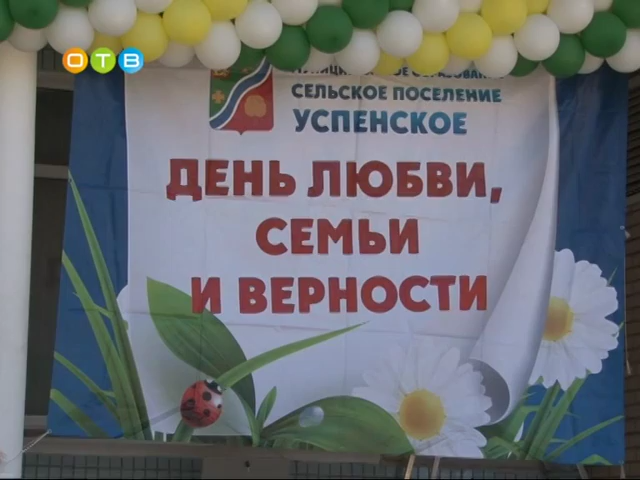 ОТВ
СЕЛЬСКОЕ ПОСЕЛЕНИЕ
УСПЕНСКОЕ
ДЕНЬ ЛЮБВИ,
СЕМЬИ
И ВЕРНОСТИ